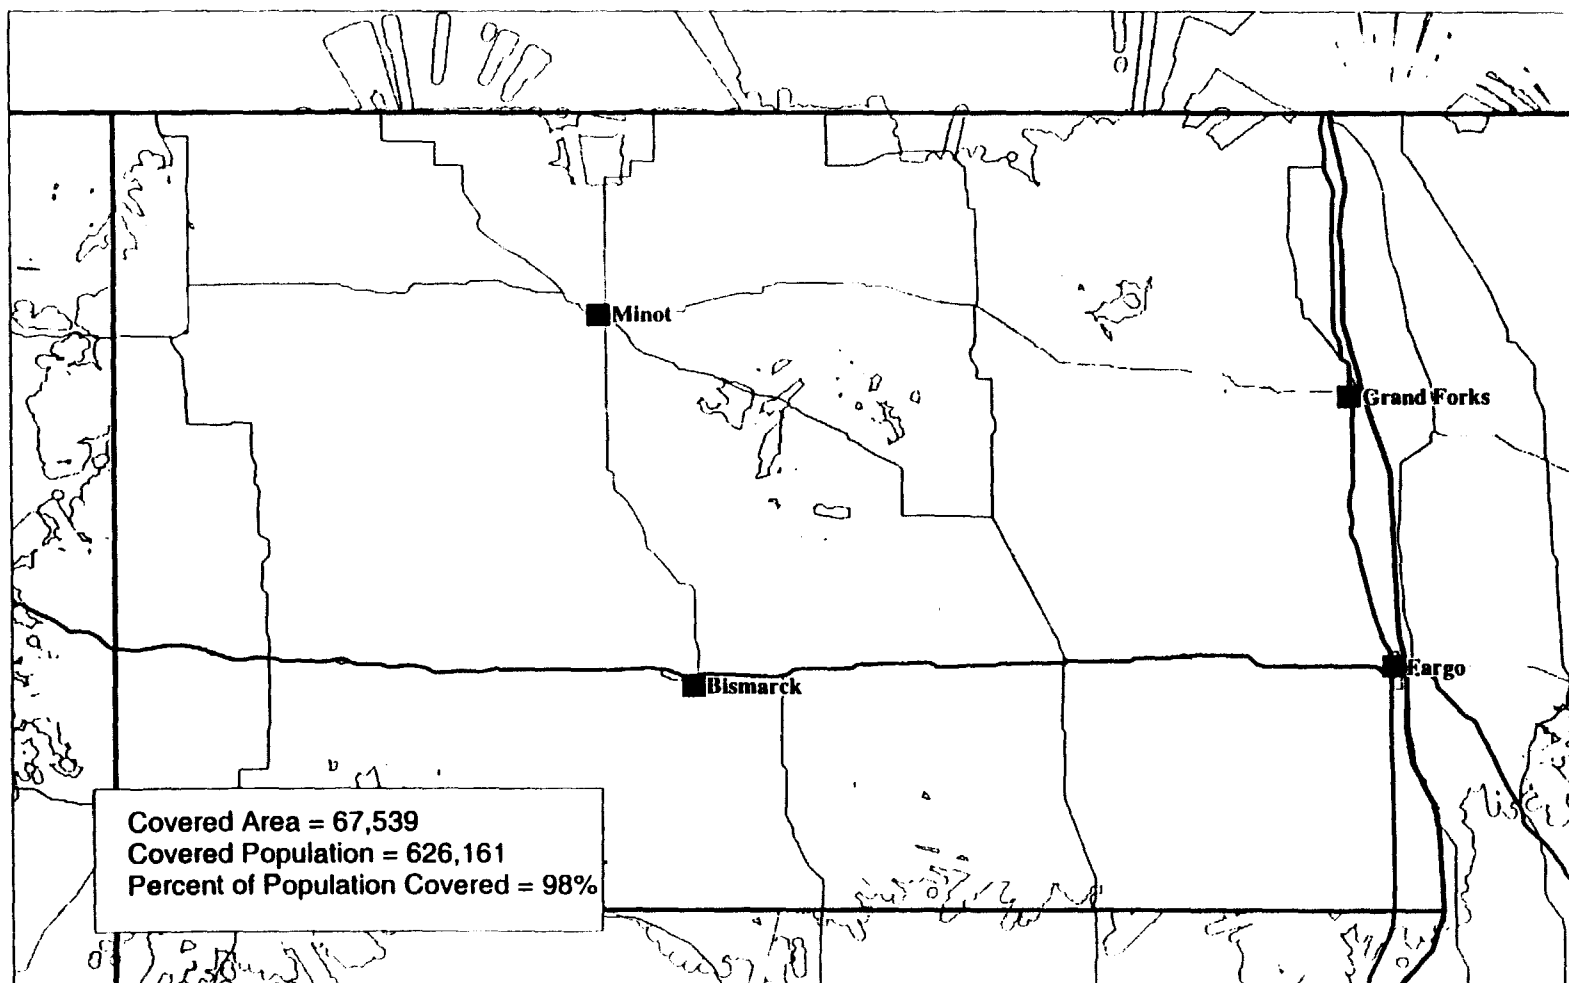 Minot
Grand Forks
Fargo
Bismarck
Covered Area = 67,539
Covered Population = 626,161
Percent of Population Covered = 98%